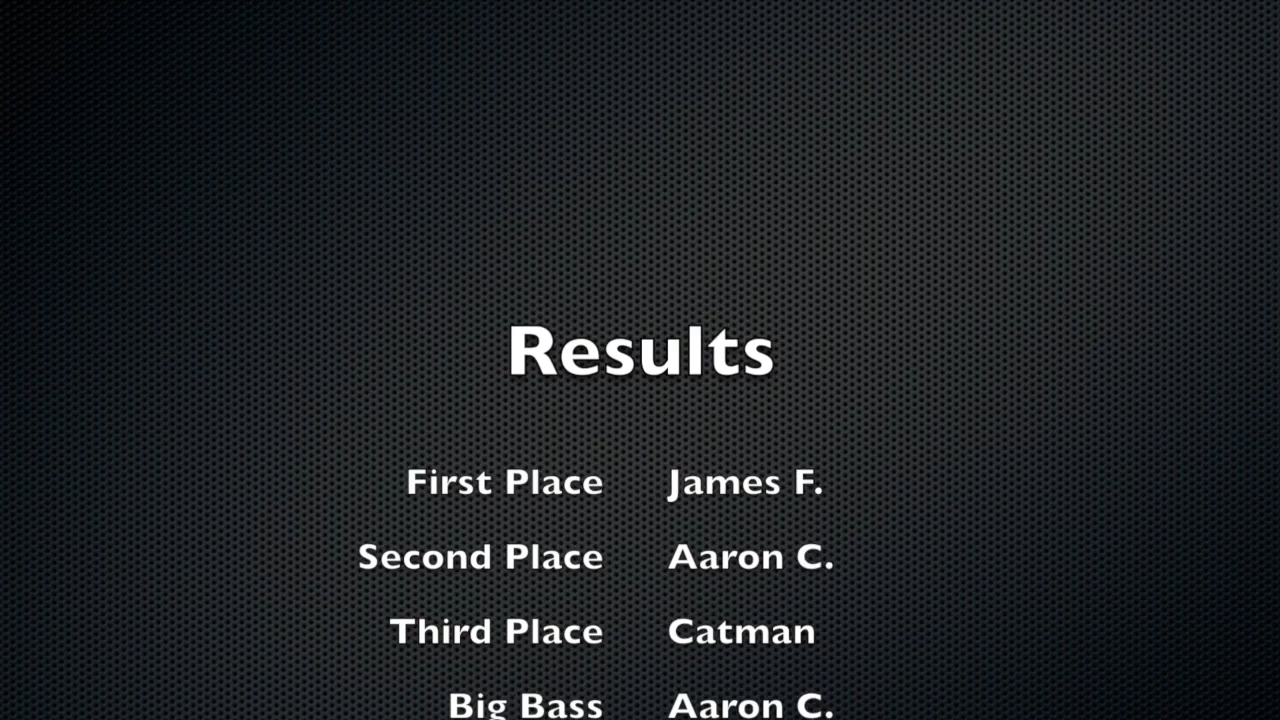 Results
First Place James F.
Second Place Aaron C.
Third Place Catman
Big Bass Aaron C.